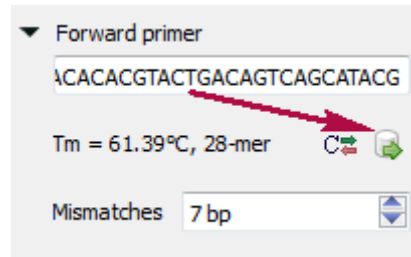 Forward primer
ACACACGTACTGACAGTCAGCATACG
Tm = 61.39°C, 28-mer C
Mismatches 7 bp